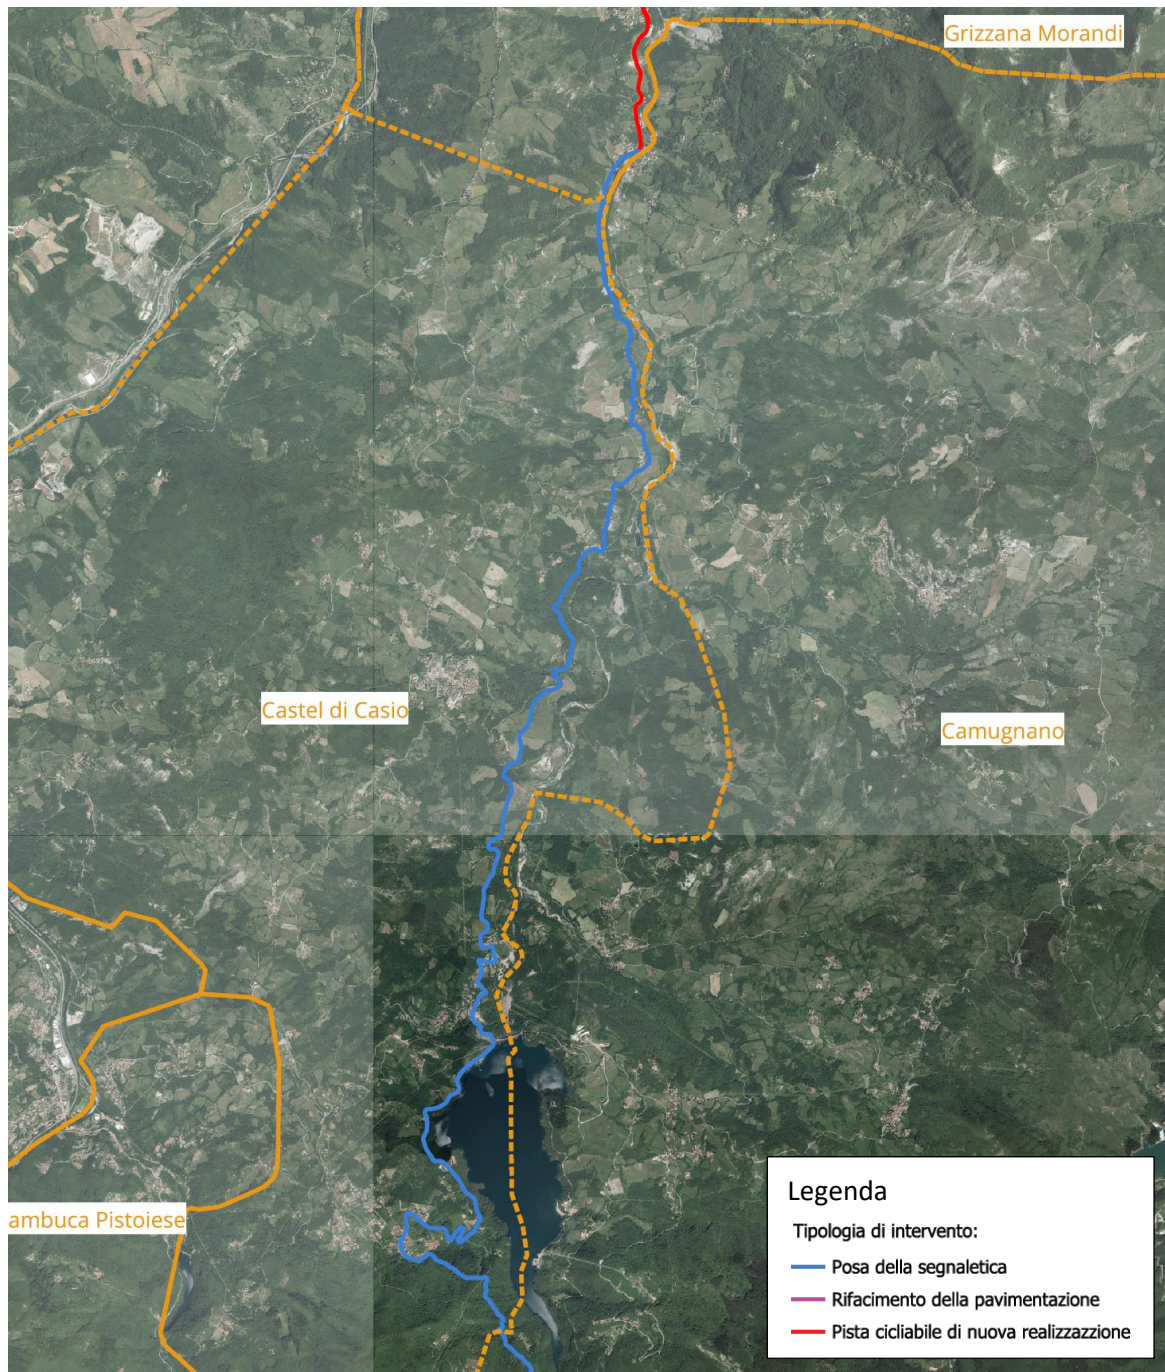 Grizzana Morandi
Castel di Casio
Camugnano
ambuca Pistoiese
Legenda
Tipologia di intervento:
Posa della segnaletica
Rifacimento della pavimentazione
Pista cicliabile di nuova realizzazzione